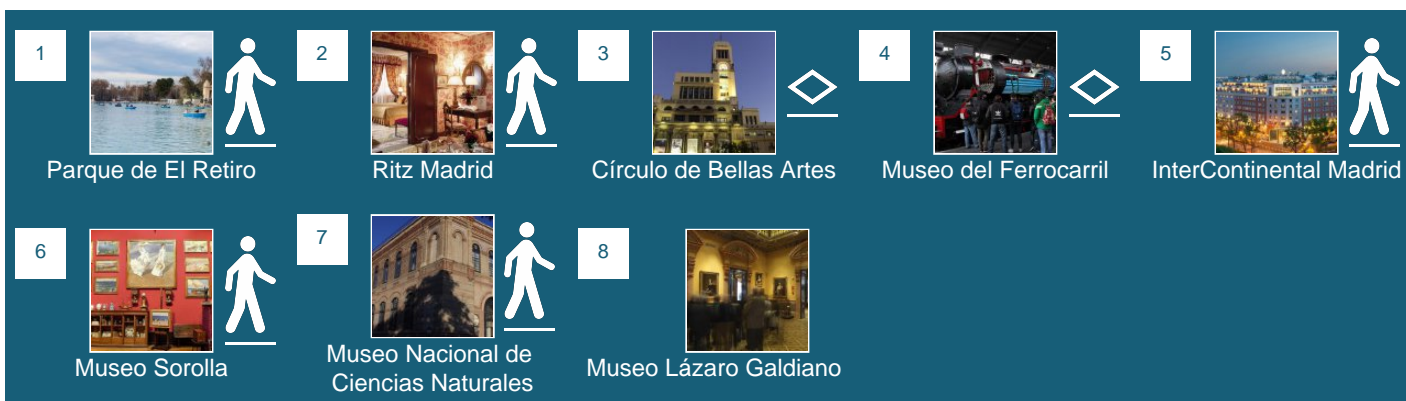 1
Parque de El Retiro
2
Ritz Madrid
3
Círculo de Bellas Artes
4
Museo del Ferrocarril
5
InterContinental Madrid
6
Museo Sorolla
7
Museo Nacional de
Ciencias Naturales
8
Museo Lázaro Galdiano